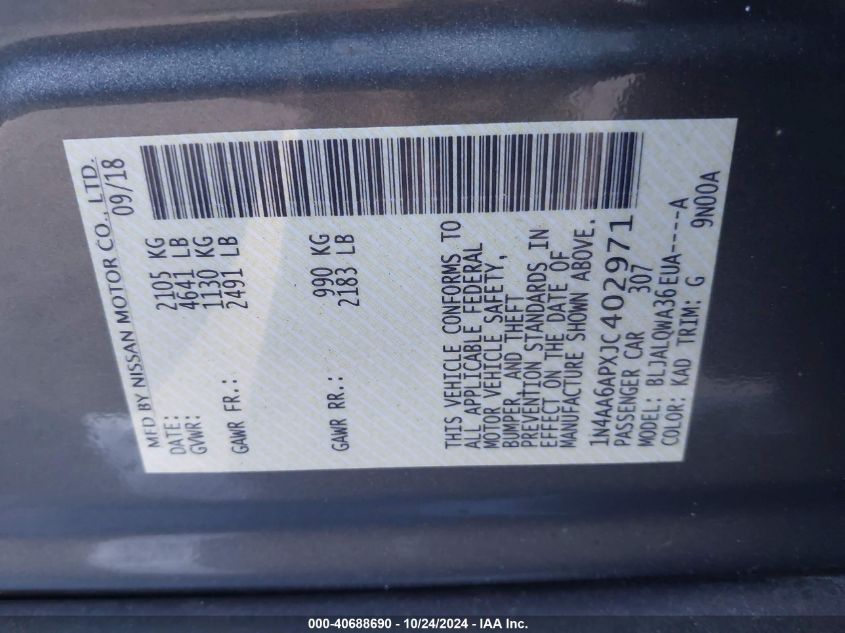 MFD BY NISSAN MOTOR CO., LTD.
DATE: 09/18
GVWR: 2105 KG
4641 LB
GAWR FR.: 1130 KG
2491 LB
GAWR RR.: 990 KG
2183 LB
THIS VEHICLE CONFORMS TO
ALL APPLICABLE FEDERAL
MOTOR VEHICLE SAFETY,
BUMPER, AND THEFT
PREVENTION STANDARDS IN
EFFECT ON THE DATE OF
MANUFACTURE SHOWN ABOVE.
1N4AA6APXJC402971
PASSENGER CAR 307
MODEL: BLJALQWA36EUA-----A
COLOR: KAD TRIM: G 9N00A
000-40688690 - 10/24/2024 - IAA Inc.